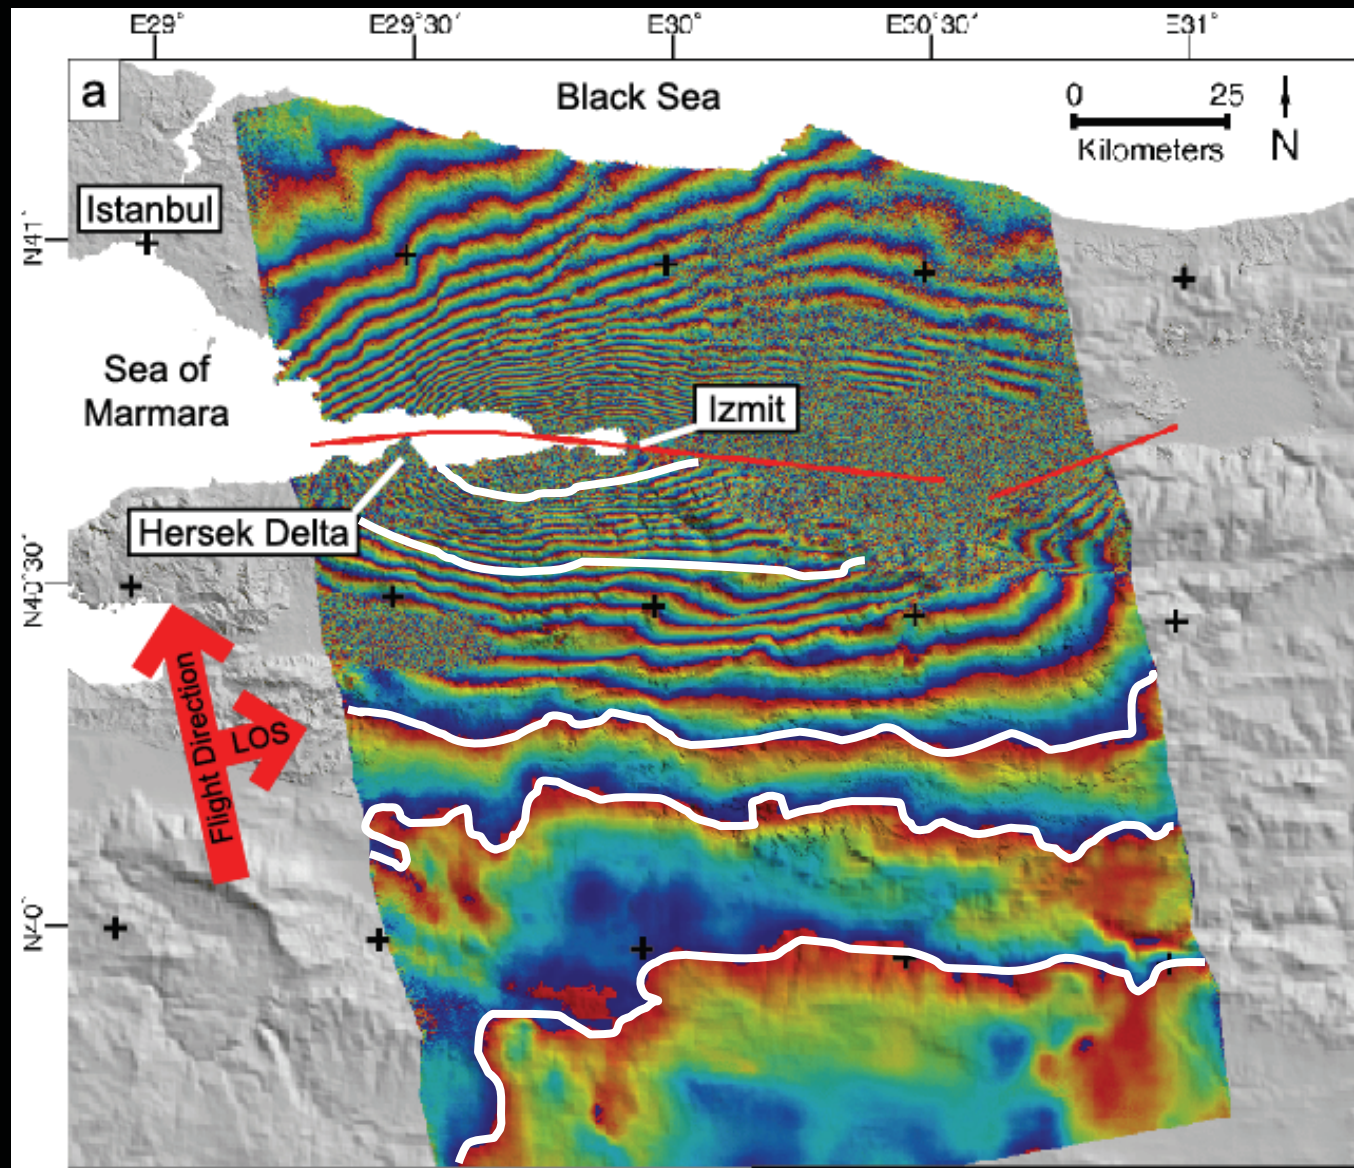 E29° E29°30′ E30° E30°30′ E31°
a
Black Sea
0 25
Kilometers
N
Istanbul
N41°
Sea of
Marmara
Izmit
Hersek Delta
N40°30′
Flight Direction
LOS
N40°